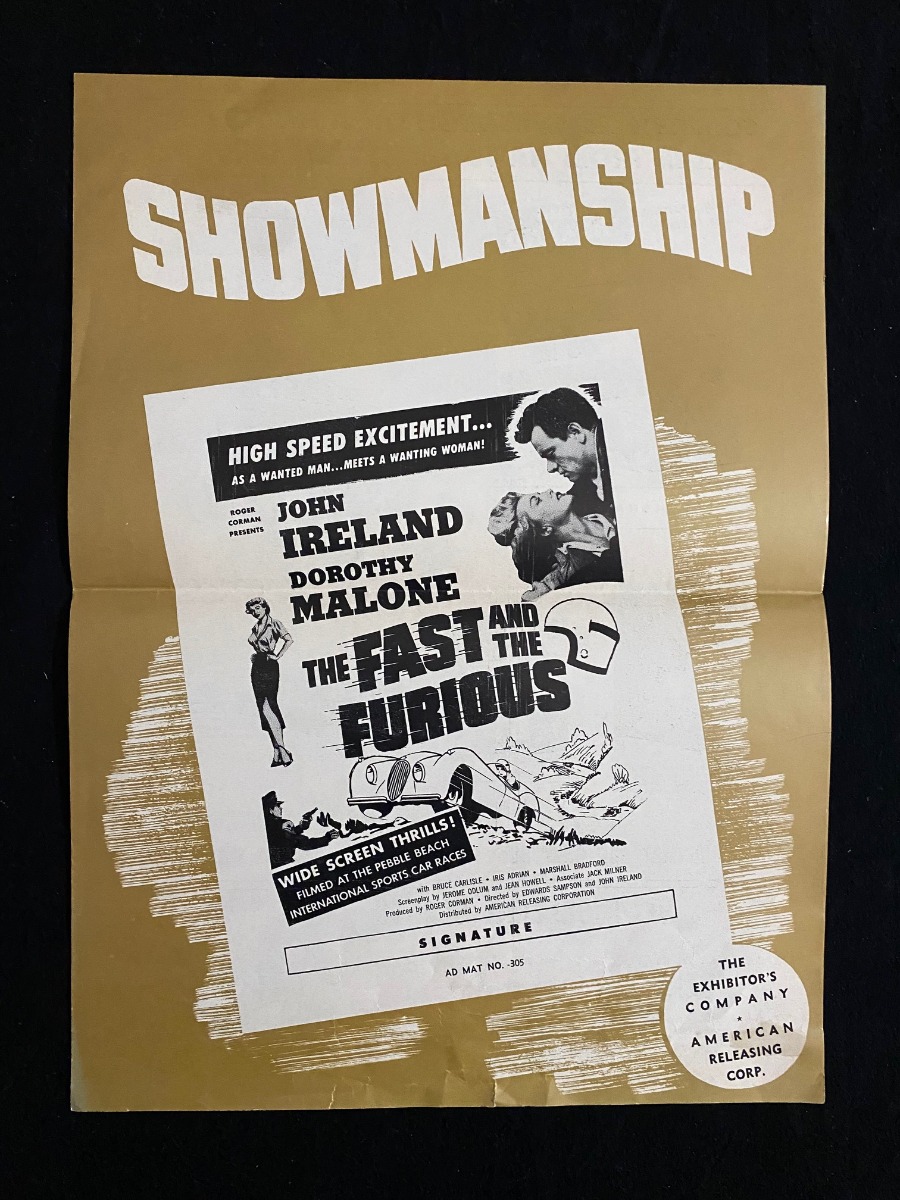 SHOWMANSHIP
HIGH SPEED EXCITEMENT...
AS A WANTED MAN...MEETS A WANTING WOMAN!
ROGER
CORMAN
PRESENTS
JOHN
IRELAND
DOROTHY
MALONE
THE FAST AND THE
FURIOUS
WIDE SCREEN THRILLS!
FILMED AT THE PEBBLE BEACH
INTERNATIONAL SPORTS CAR RACES
with BRUCE CARLISLE • IRIS ADRIAN • MARSHALL BRADFORD
Screenplay by JEROME ODLUM and JEAN HOWELL • Associate JACK MILNER
Produced by ROGER CORMAN • Directed by EDWARDS SAMPSON and JOHN IRELAND
Distributed by AMERICAN RELEASING CORPORATION
SIGNATURE
AD MAT NO. -305
THE
EXHIBITOR'S
COMPANY
★
AMERICAN
RELEASING
CORP.